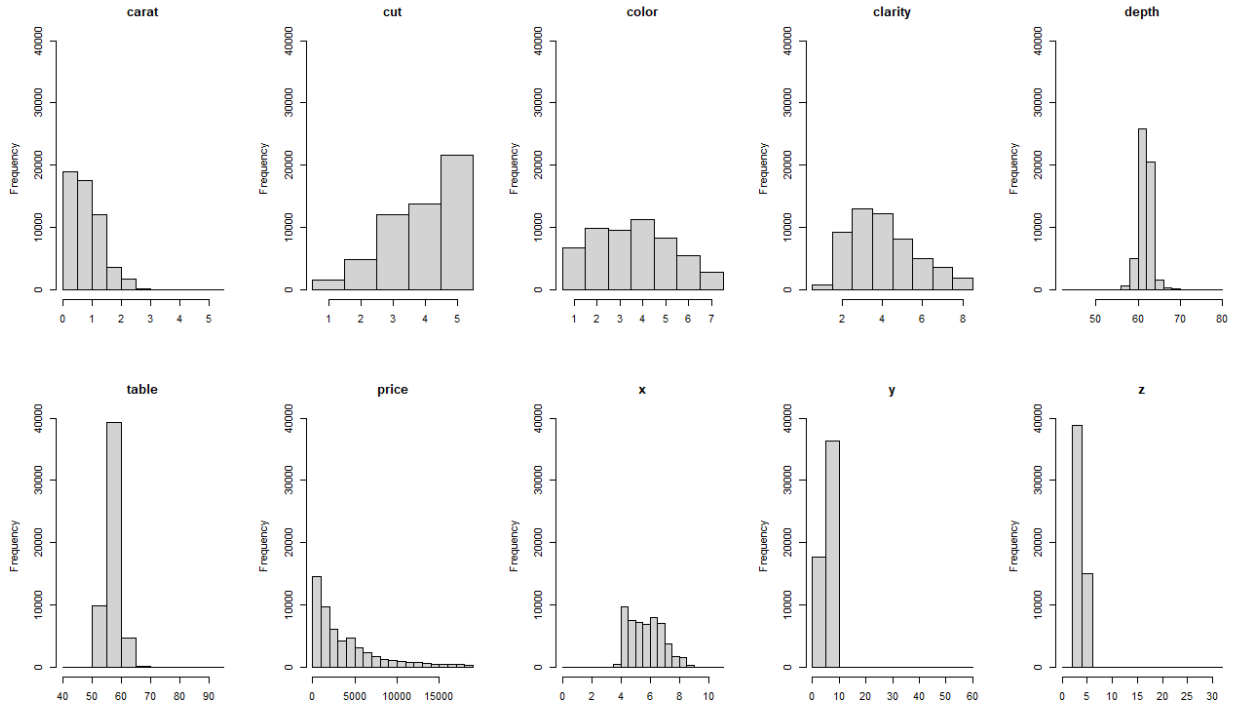 carat
cut
color
clarity
depth
Frequency
0 10000 20000 30000 40000
0 1 2 3 4 5
Frequency
0 10000 20000 30000 40000
1 2 3 4 5
Frequency
0 10000 20000 30000 40000
1 2 3 4 5 6 7
Frequency
0 10000 20000 30000 40000
2 4 6 8
Frequency
0 10000 20000 30000 40000
50 60 70 80
table
price
x
y
z
Frequency
0 10000 20000 30000 40000
40 50 60 70 80 90
Frequency
0 10000 20000 30000 40000
0 5000 10000 15000
Frequency
0 10000 20000 30000 40000
0 2 4 6 8 10
Frequency
0 10000 20000 30000 40000
0 10 20 30 40 50 60
Frequency
0 10000 20000 30000 40000
0 5 10 15 20 25 30